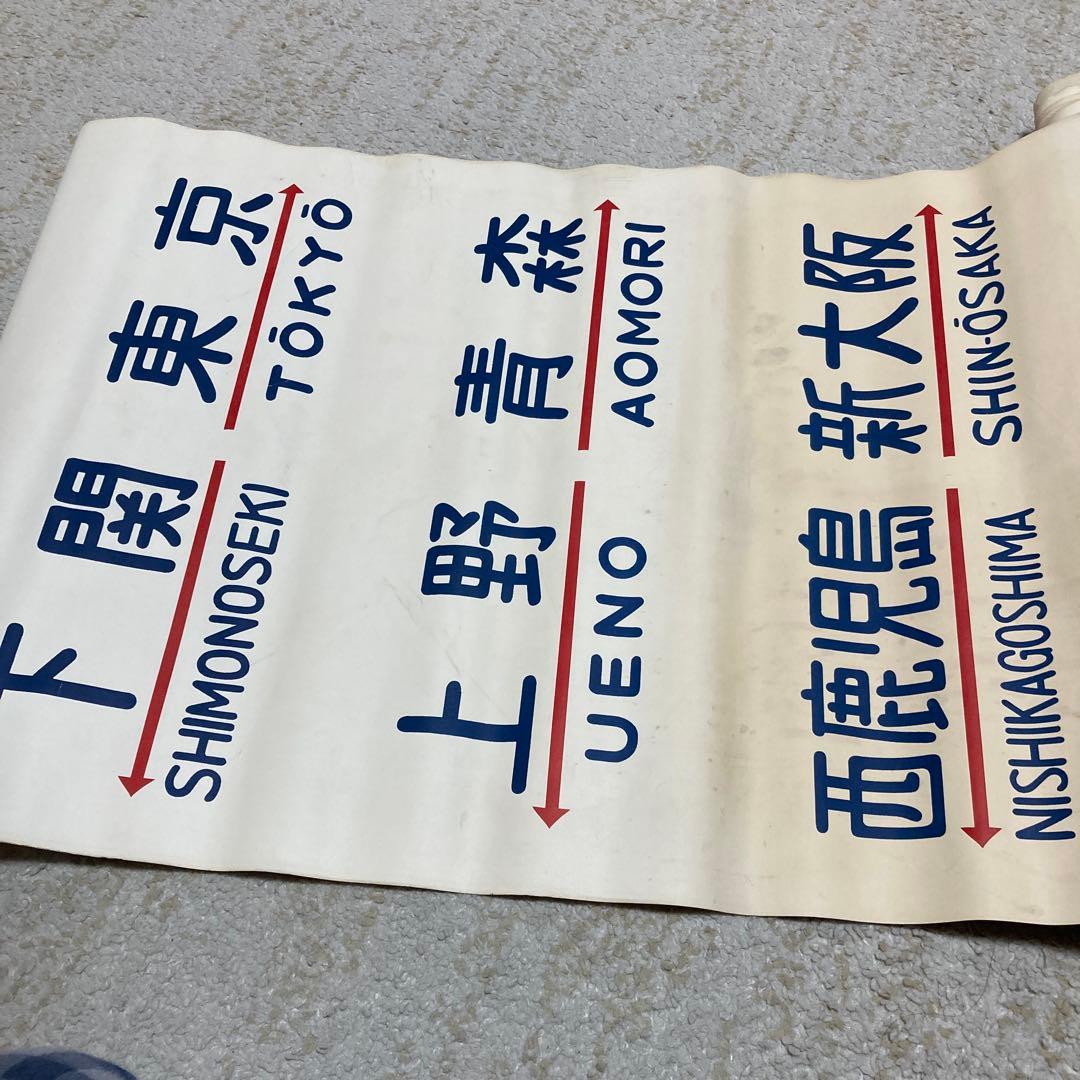 下関 東京
SHIMONOSEKI TŌKYŌ
上野 青森
UENO AOMORI
西鹿児島 新大阪
NISHIKAGOSHIMA SHIN-ŌSAKA